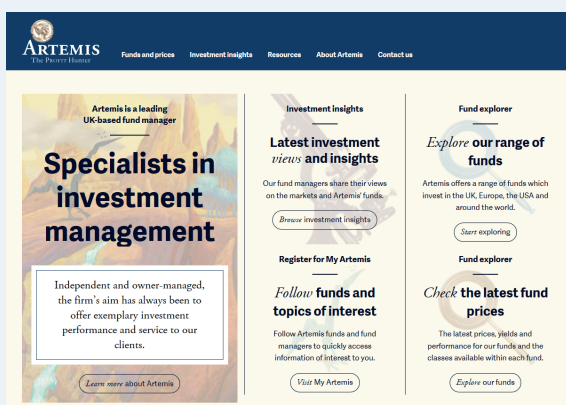 ARTEMIS
The PROFIT Hunter
Funds and prices
Investment insights
Resources
About Artemis
Contact us
Artemis is a leading
UK-based fund manager
Specialists in
investment
management
Independent and owner-managed,
the firm's aim has always been to
offer exemplary investment
performance and service to our
clients.
Learn more about Artemis
Investment insights
Latest investment
views and insights
Our fund managers share their views
on the markets and Artemis' funds.
Browse investment insights
Register for My Artemis
Follow funds and
topics of interest
Follow Artemis funds and fund
managers to quickly access
information of interest to you.
Visit My Artemis
Fund explorer
Explore our range of
funds
Artemis offers a range of funds which
invest in the UK, Europe, the USA and
around the world.
Start exploring
Fund explorer
Check the latest fund
prices
The latest prices, yields and
performance for our funds and the
classes available within each fund.
Explore our funds